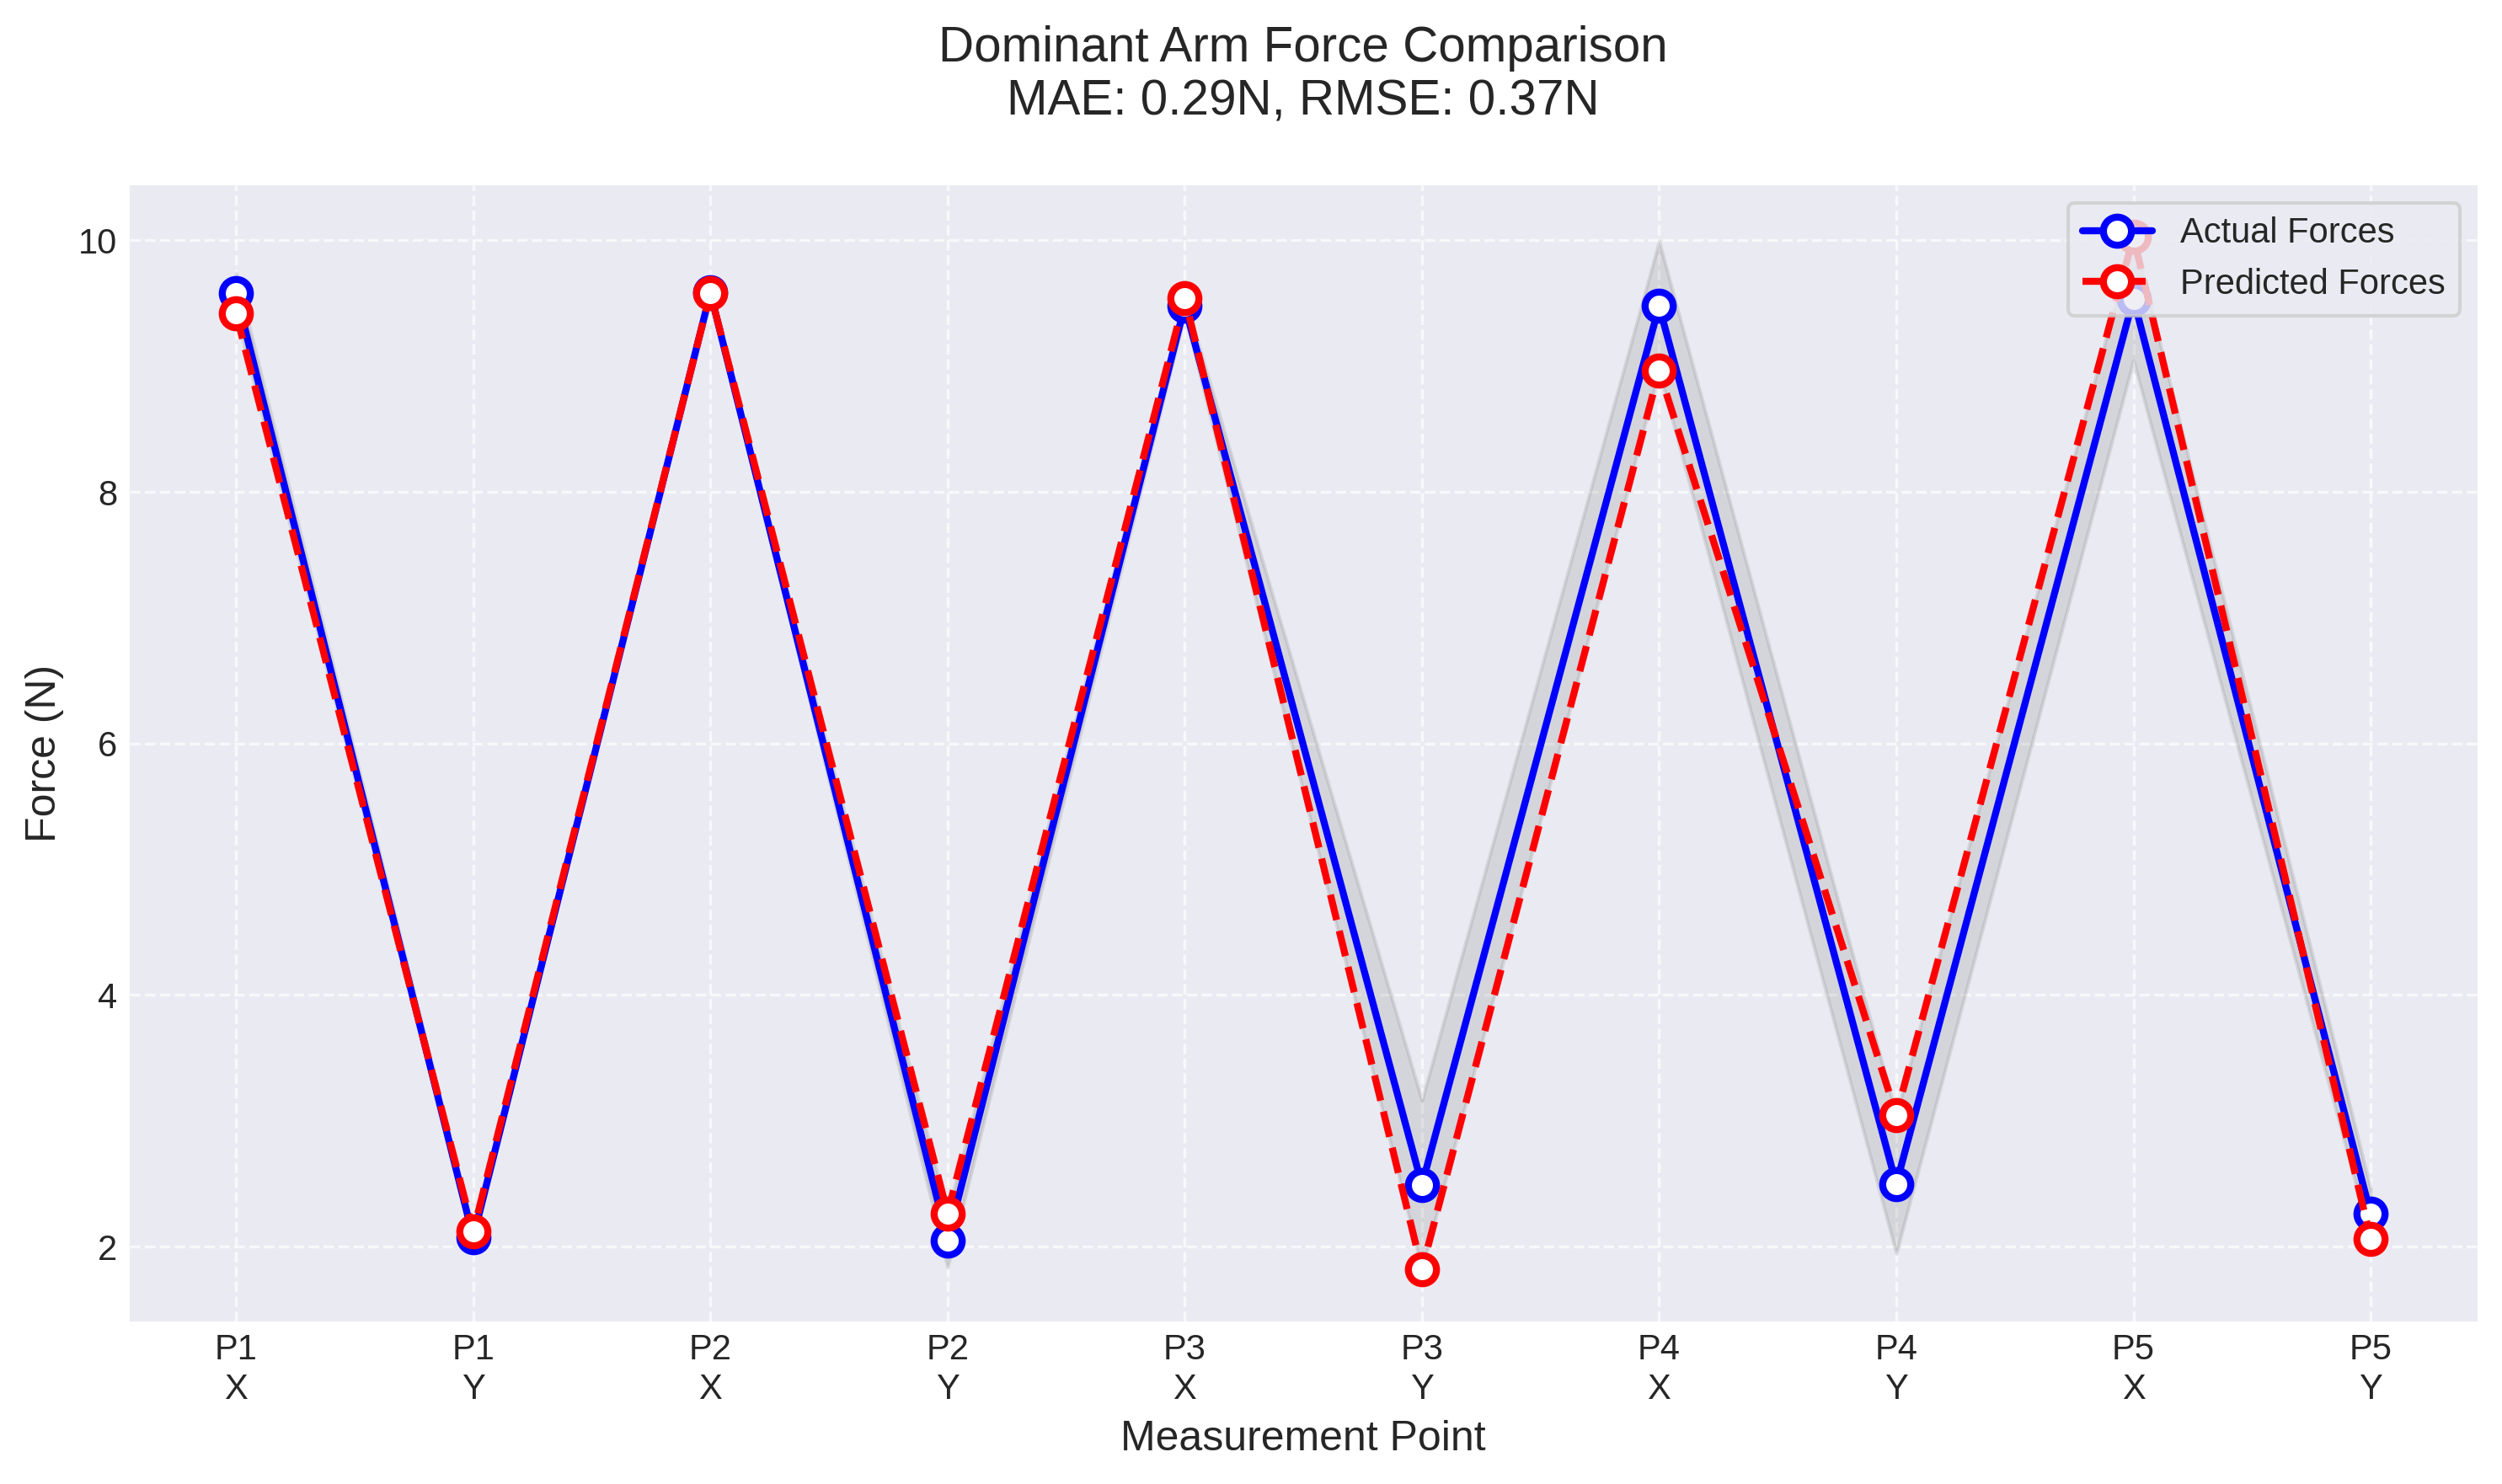 Dominant Arm Force Comparison
MAE: 0.29N, RMSE: 0.37N
Actual Forces
Predicted Forces
Force (N)
10
8
6
4
2
P1 P1 P2 P2 P3 P3 P4 P4 P5 P5
X Y X Y X Y X Y X Y
Measurement Point